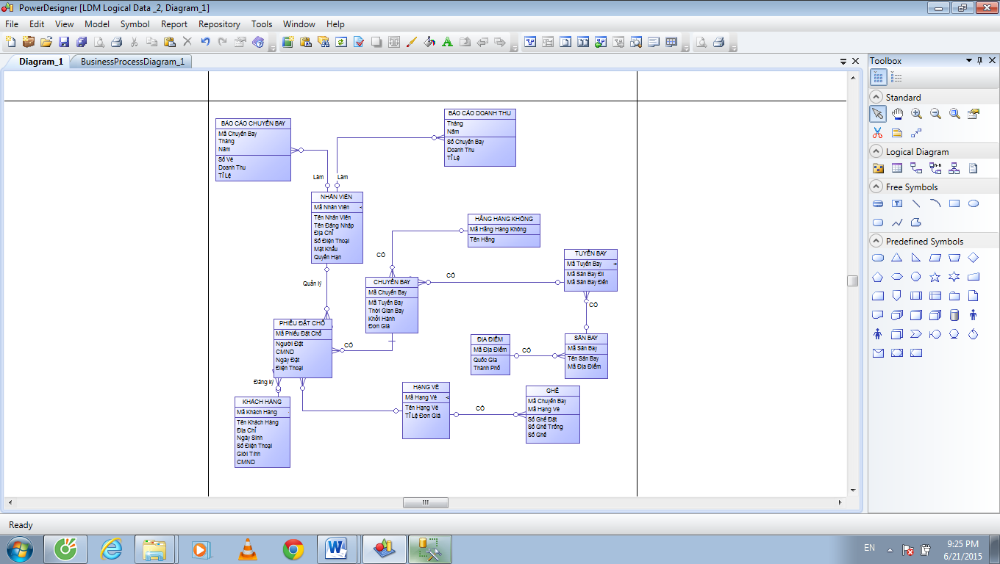 PowerDesigner [LDM Logical Data _2, Diagram_1]
File Edit View Model Symbol Report Repository Tools Window Help
Diagram_1 BusinessProcessDiagram_1
BÁO CÁO CHUYẾN BAY
Mã Chuyến Bay
Tháng
Năm
Số Vé
Doanh Thu
Tỉ Lệ
BÁO CÁO DOANH THU
Tháng
Năm
Số Chuyến Bay
Doanh Thu
Tỉ Lệ
Làm Làm
NHÂN VIÊN
Mã Nhân Viên <
Tên Nhân Viên
Tên Đăng Nhập
Địa Chỉ
Số Điện Thoại
Mật Khẩu
Quyền Hạn
HÃNG HÀNG KHÔNG
Mã Hãng Hàng Không
Tên Hãng
CÓ
TUYẾN BAY
Mã Tuyến Bay <
Mã Sân Bay Đi
Mã Sân Bay Đến
CÓ
Quản lý
CHUYẾN BAY
Mã Chuyến Bay
Mã Tuyến Bay
Thời Gian Bay
Khởi Hành
Đơn Giá
CÓ
PHIẾU ĐẶT CHỖ
Mã Phiếu Đặt Chỗ
Người Đặt
CMND
Ngày Đặt
Điện Thoại
CÓ
ĐỊA ĐIỂM
Mã Địa Điểm
Quốc Gia
Thành Phố
CÓ
SÂN BAY
Mã Sân Bay
Tên Sân Bay
Mã Địa Điểm
Đăng ký
KHÁCH HÀNG
Mã Khách Hàng
Tên Khách Hàng
Địa Chỉ
Ngày Sinh
Số Điện Thoại
Giới Tính
CMND
HẠNG VÉ
Mã Hạng Vé <
Tên Hạng Vé
Tỉ Lệ Đơn Giá
CÓ
GHẾ
Mã Chuyến Bay
Mã Hạng Vé
Số Ghế Đặt
Số Ghế Trống
Số Ghế
Toolbox
Standard
Logical Diagram
Free Symbols
Predefined Symbols
Ready
EN
9:25 PM
6/21/2015